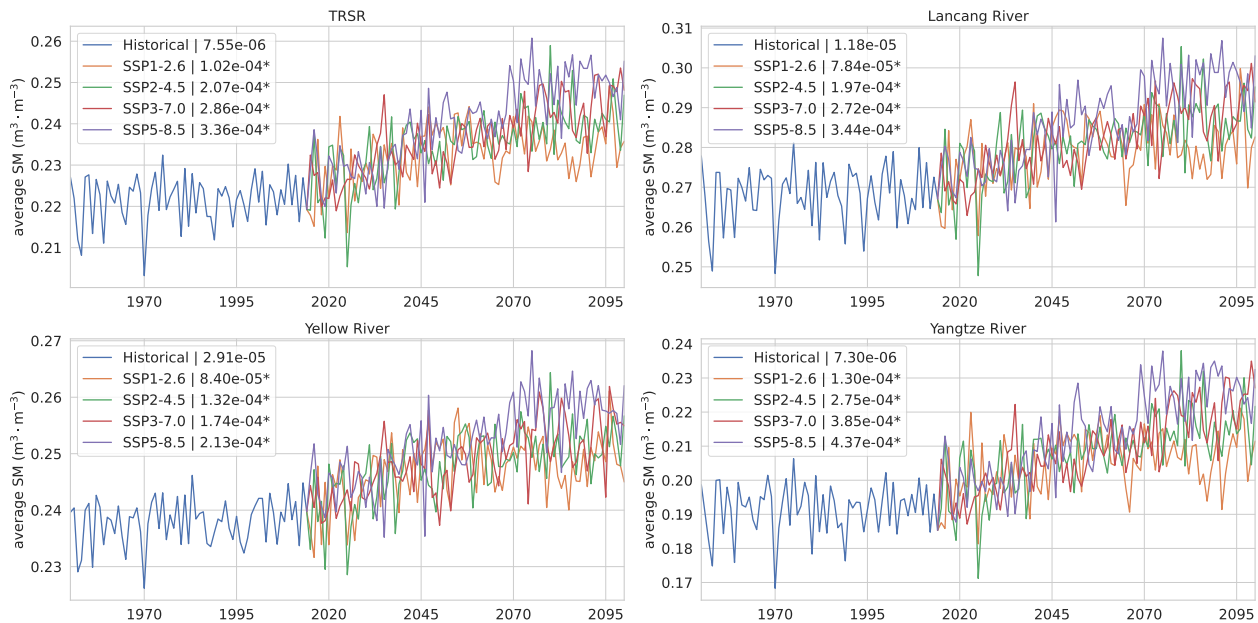 TRSR
average SM (m³·m⁻³)
0.26
0.25
0.24
0.23
0.22
0.21
Historical | 7.55e-06
SSP1-2.6 | 1.02e-04*
SSP2-4.5 | 2.07e-04*
SSP3-7.0 | 2.86e-04*
SSP5-8.5 | 3.36e-04*
1970 1995 2020 2045 2070 2095
Lancang River
average SM (m³·m⁻³)
0.31
0.30
0.29
0.28
0.27
0.26
0.25
Historical | 1.18e-05
SSP1-2.6 | 7.84e-05*
SSP2-4.5 | 1.97e-04*
SSP3-7.0 | 2.72e-04*
SSP5-8.5 | 3.44e-04*
1970 1995 2020 2045 2070 2095
Yellow River
average SM (m³·m⁻³)
0.27
0.26
0.25
0.24
0.23
Historical | 2.91e-05
SSP1-2.6 | 8.40e-05*
SSP2-4.5 | 1.32e-04*
SSP3-7.0 | 1.74e-04*
SSP5-8.5 | 2.13e-04*
1970 1995 2020 2045 2070 2095
Yangtze River
average SM (m³·m⁻³)
0.24
0.23
0.22
0.21
0.20
0.19
0.18
0.17
Historical | 7.30e-06
SSP1-2.6 | 1.30e-04*
SSP2-4.5 | 2.75e-04*
SSP3-7.0 | 3.85e-04*
SSP5-8.5 | 4.37e-04*
1970 1995 2020 2045 2070 2095